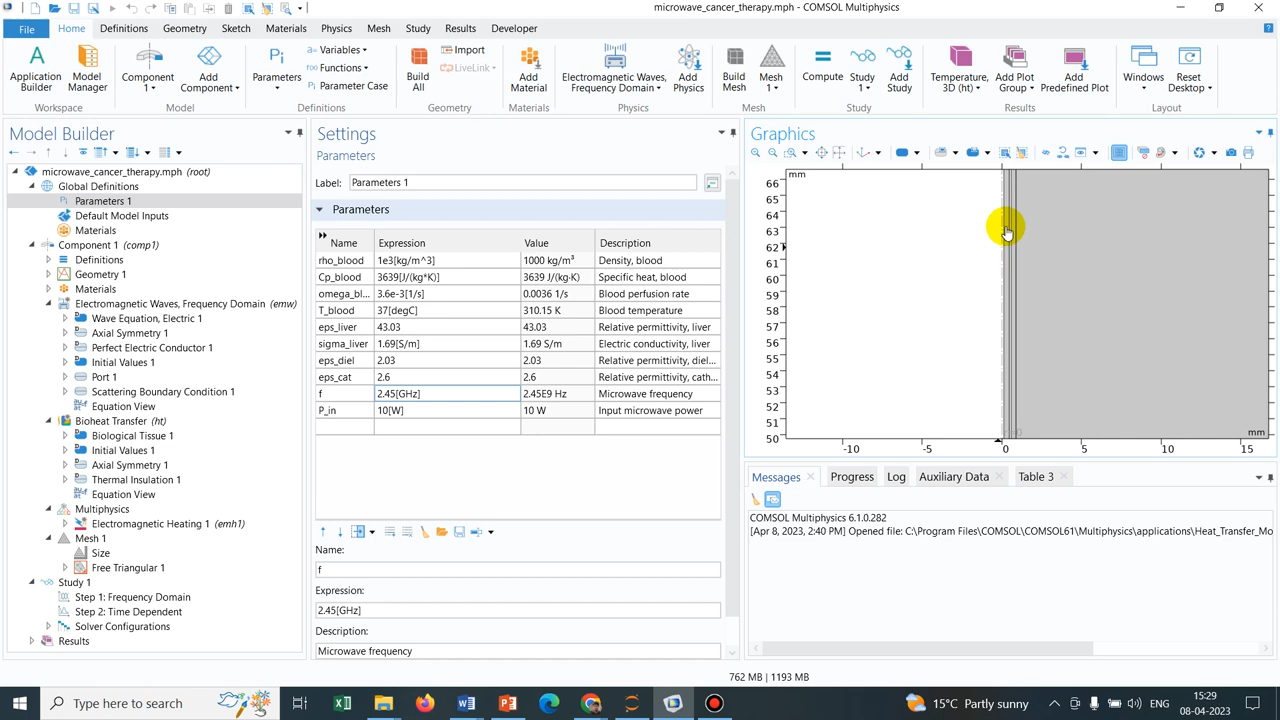 microwave_cancer_therapy.mph - COMSOL Multiphysics
File Home Definitions Geometry Sketch Materials Physics Mesh Study Results Developer
Application Builder
Model Manager
Workspace
Component 1
Add Component
Model
Parameters
Variables
Functions
Parameter Case
Definitions
Build All
Import
LiveLink
Geometry
Add Material
Materials
Electromagnetic Waves, Frequency Domain
Add Physics
Physics
Build Mesh
Mesh 1
Mesh
Compute
Study 1
Add Study
Study
Temperature, 3D (ht)
Add Plot Group
Add Predefined Plot
Results
Windows
Reset Desktop
Layout
Model Builder
microwave_cancer_therapy.mph (root)
Global Definitions
Parameters 1
Default Model Inputs
Materials
Component 1 (comp1)
Definitions
Geometry 1
Materials
Electromagnetic Waves, Frequency Domain (emw)
Wave Equation, Electric 1
Axial Symmetry 1
Perfect Electric Conductor 1
Initial Values 1
Port 1
Scattering Boundary Condition 1
Equation View
Bioheat Transfer (ht)
Biological Tissue 1
Initial Values 1
Axial Symmetry 1
Thermal Insulation 1
Equation View
Multiphysics
Electromagnetic Heating 1 (emh1)
Mesh 1
Size
Free Triangular 1
Study 1
Step 1: Frequency Domain
Step 2: Time Dependent
Solver Configurations
Results
Settings
Parameters
Label: Parameters 1
Parameters
Name Expression Value Description
rho_blood 1e3[kg/m^3] 1000 kg/m³ Density, blood
Cp_blood 3639[J/(kg*K)] 3639 J/(kg·K) Specific heat, blood
omega_bl... 3.6e-3[1/s] 0.0036 1/s Blood perfusion rate
T_blood 37[degC] 310.15 K Blood temperature
eps_liver 43.03 43.03 Relative permittivity, liver
sigma_liver 1.69[S/m] 1.69 S/m Electric conductivity, liver
eps_diel 2.03 2.03 Relative permittivity, diel...
eps_cat 2.6 2.6 Relative permittivity, cath...
f 2.45[GHz] 2.45E9 Hz Microwave frequency
P_in 10[W] 10 W Input microwave power
Name:
f
Expression:
2.45[GHz]
Description:
Microwave frequency
Graphics
mm
66
65
64
63
62
61
60
59
58
57
56
55
54
53
52
51
50
mm
-10 -5 0 5 10 15
Messages Progress Log Auxiliary Data Table 3
COMSOL Multiphysics 6.1.0.282
[Apr 8, 2023, 2:40 PM] Opened file: C:\Program Files\COMSOL\COMSOL61\Multiphysics\applications\Heat_Transfer_Mo
762 MB | 1193 MB
Type here to search
15°C Partly sunny
ENG
15:29
08-04-2023